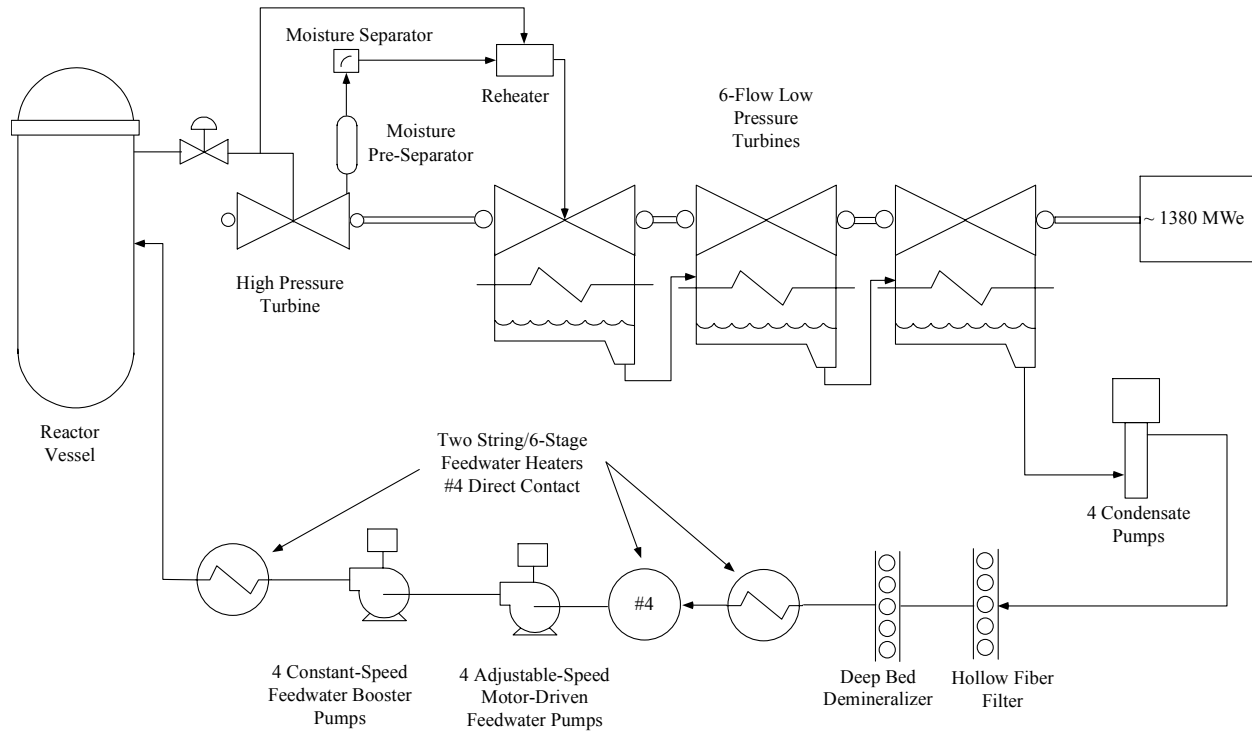 Moisture Separator
Reheater
6-Flow Low
Pressure
Turbines
Moisture
Pre-Separator
~ 1380 MWe
High Pressure
Turbine
Reactor
Vessel
Two String/6-Stage
Feedwater Heaters
#4 Direct Contact
4 Condensate
Pumps
#4
4 Constant-Speed
Feedwater Booster
Pumps
4 Adjustable-Speed
Motor-Driven
Feedwater Pumps
Deep Bed
Demineralizer
Hollow Fiber
Filter